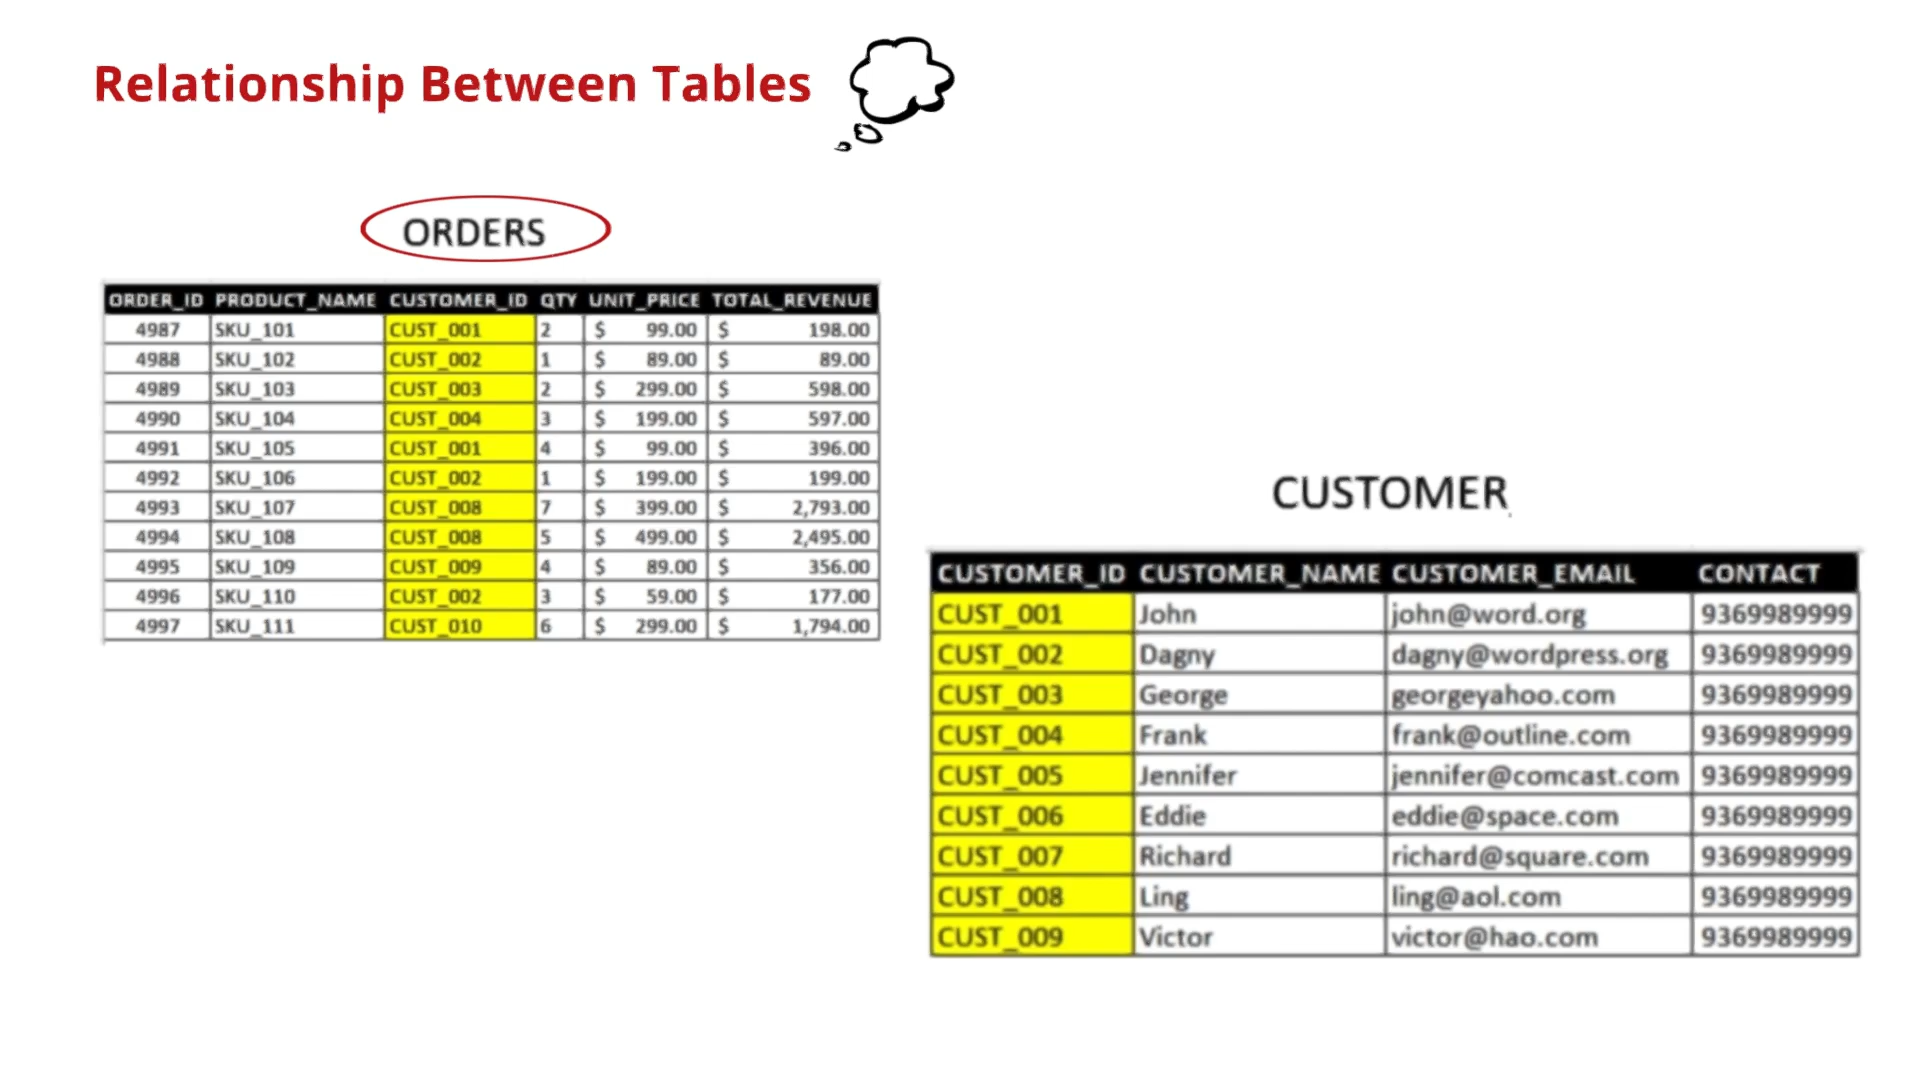 Relationship Between Tables
ORDERS
ORDER_ID PRODUCT_NAME CUSTOMER_ID QTY UNIT_PRICE TOTAL_REVENUE
4987 SKU_101 CUST_001 2 $ 99.00 $ 198.00
4988 SKU_102 CUST_002 1 $ 89.00 $ 89.00
4989 SKU_103 CUST_003 2 $ 299.00 $ 598.00
4990 SKU_104 CUST_004 3 $ 199.00 $ 597.00
4991 SKU_105 CUST_001 4 $ 99.00 $ 396.00
4992 SKU_106 CUST_002 1 $ 199.00 $ 199.00
4993 SKU_107 CUST_008 7 $ 399.00 $ 2,793.00
4994 SKU_108 CUST_008 5 $ 499.00 $ 2,495.00
4995 SKU_109 CUST_009 4 $ 89.00 $ 356.00
4996 SKU_110 CUST_002 3 $ 59.00 $ 177.00
4997 SKU_111 CUST_010 6 $ 299.00 $ 1,794.00
CUSTOMER
CUSTOMER_ID CUSTOMER_NAME CUSTOMER_EMAIL CONTACT
CUST_001 John john@word.org 9369989999
CUST_002 Dagny dagny@wordpress.org 9369989999
CUST_003 George georgeyahoo.com 9369989999
CUST_004 Frank frank@outline.com 9369989999
CUST_005 Jennifer jennifer@comcast.com 9369989999
CUST_006 Eddie eddie@space.com 9369989999
CUST_007 Richard richard@square.com 9369989999
CUST_008 Ling ling@aol.com 9369989999
CUST_009 Victor victor@hao.com 9369989999